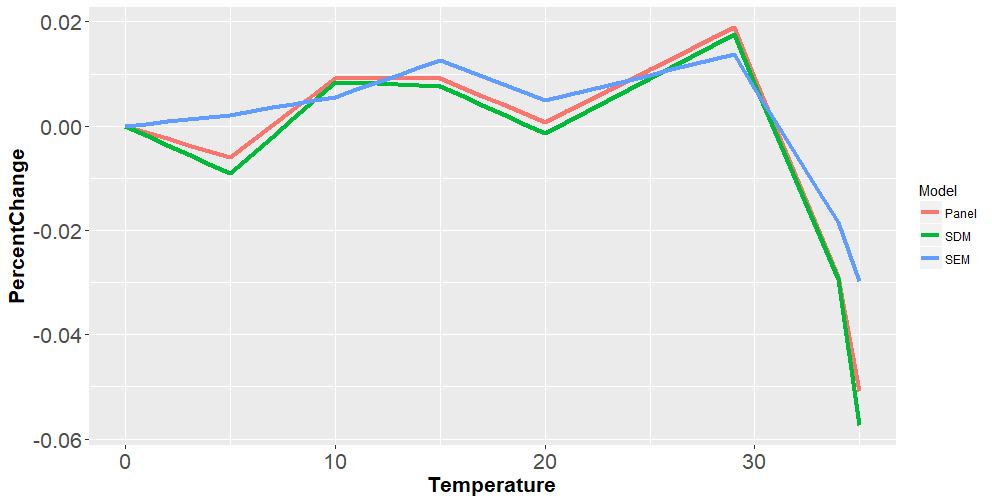 0.02
0.00
-0.02
-0.04
-0.06
PercentChange
0 10 20 30
Temperature
Model
Panel
SDM
SEM